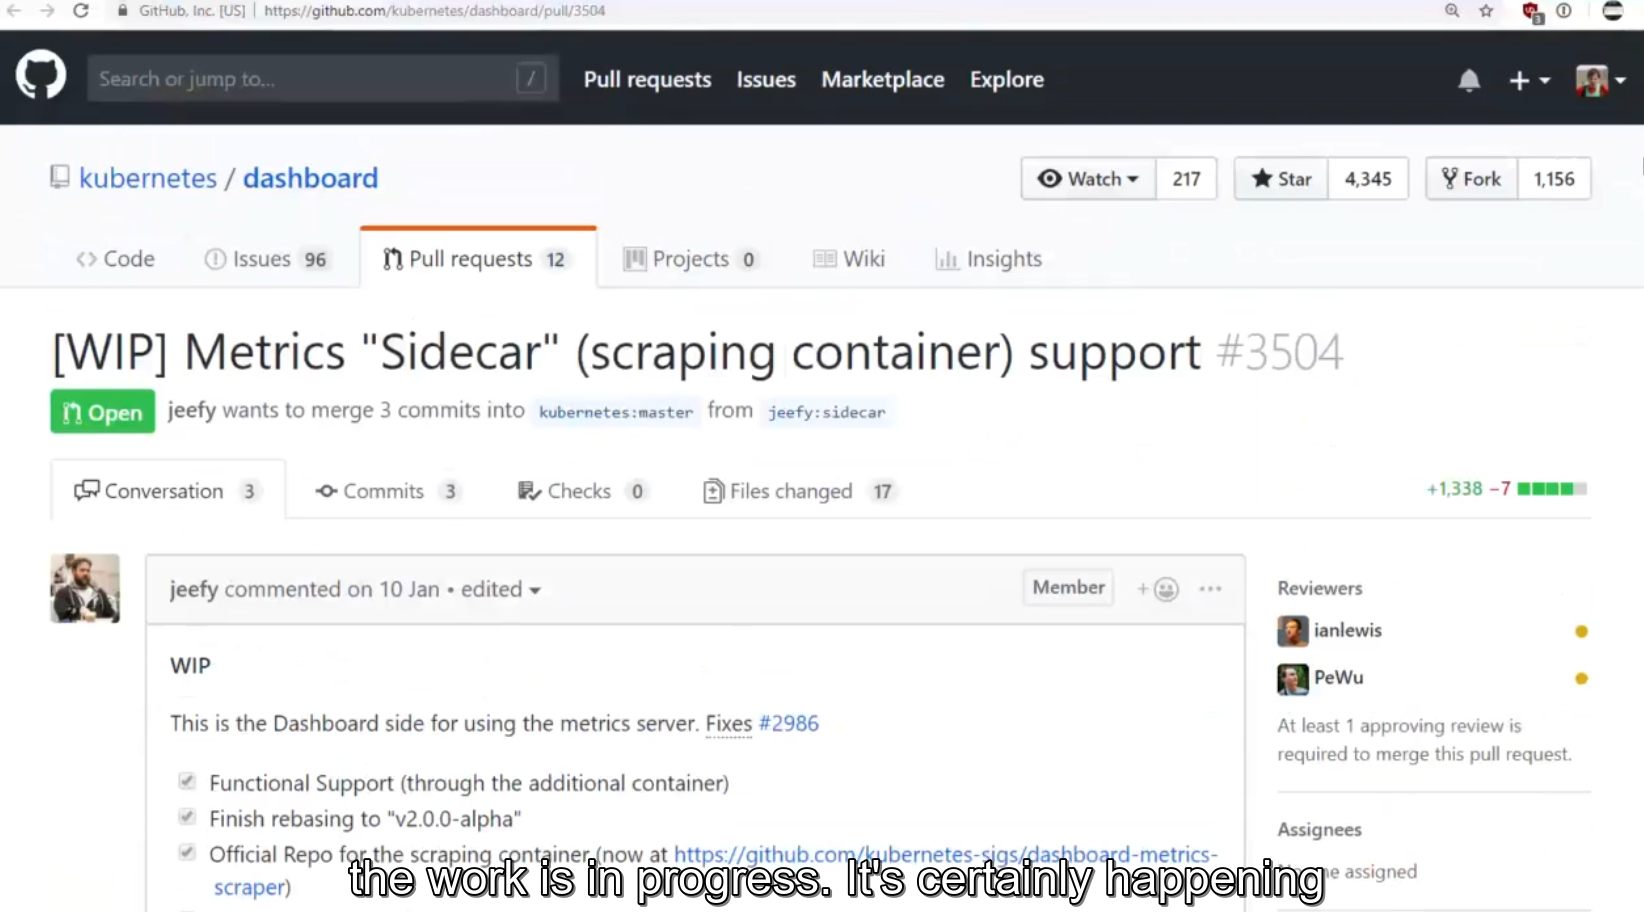 GitHub, Inc. [US] | https://github.com/kubernetes/dashboard/pull/3504
3
Search or jump to... /
Pull requests Issues Marketplace Explore
kubernetes / dashboard
Watch 217 Star 4,345 Fork 1,156
Code Issues 96 Pull requests 12 Projects 0 Wiki Insights
[WIP] Metrics "Sidecar" (scraping container) support #3504
Open jeefy wants to merge 3 commits into kubernetes:master from jeefy:sidecar
Conversation 3 Commits 3 Checks 0 Files changed 17 +1,338 −7
jeefy commented on 10 Jan • edited Member
Reviewers
ianlewis
PeWu
At least 1 approving review is
required to merge this pull request.
Assignees
assigned
WIP
This is the Dashboard side for using the metrics server. Fixes #2986
Functional Support (through the additional container)
Finish rebasing to "v2.0.0-alpha"
Official Repo for the scraping container (now at https://github.com/kubernetes-sigs/dashboard-metrics-
scraper)
the work is in progress. It's certainly happening